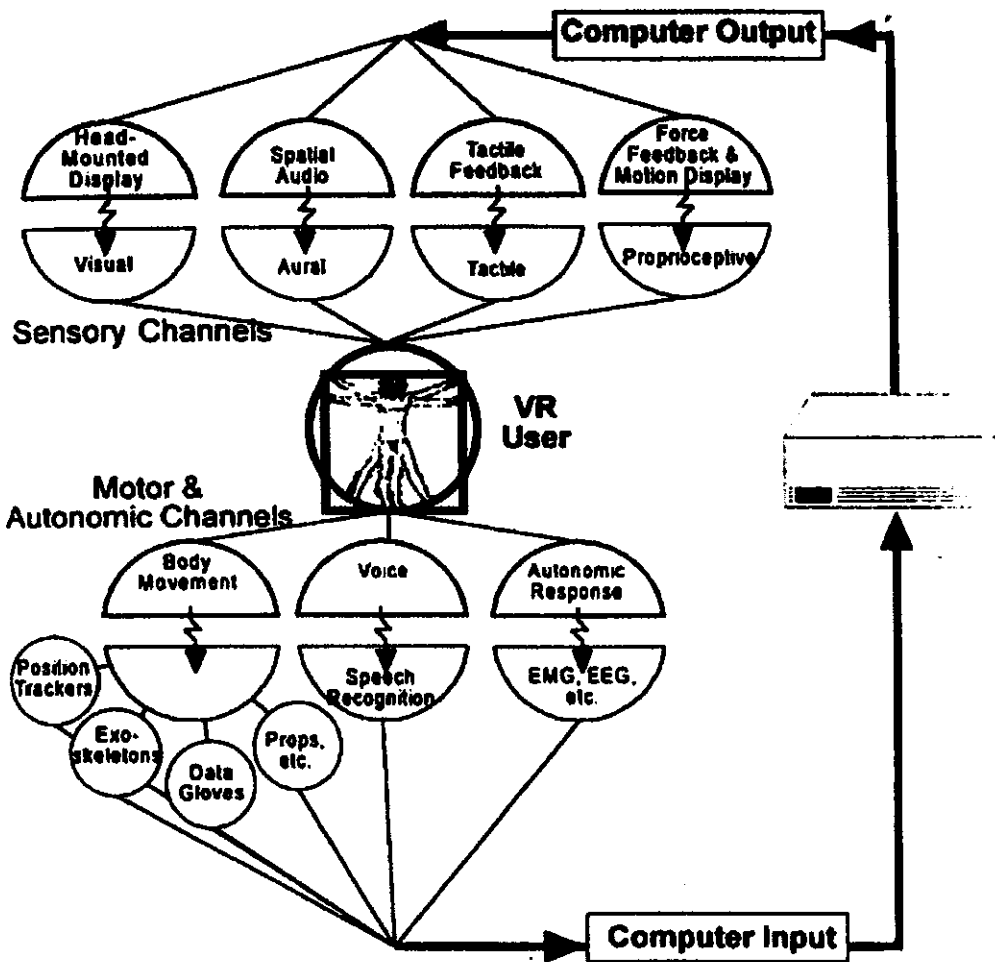 Computer Output
Head-
Mounted
Display
Spatial
Audio
Tactile
Feedback
Force
Feedback &
Motion Display
Visual
Aural
Tactile
Proprioceptive
Sensory Channels
VR
User
Motor &
Autonomic Channels
Body
Movement
Voice
Autonomic
Response
Position
Trackers
Speech
Recognition
EMG, EEG,
etc.
Exo-
skeletons
Props,
etc.
Data
Gloves
Computer Input